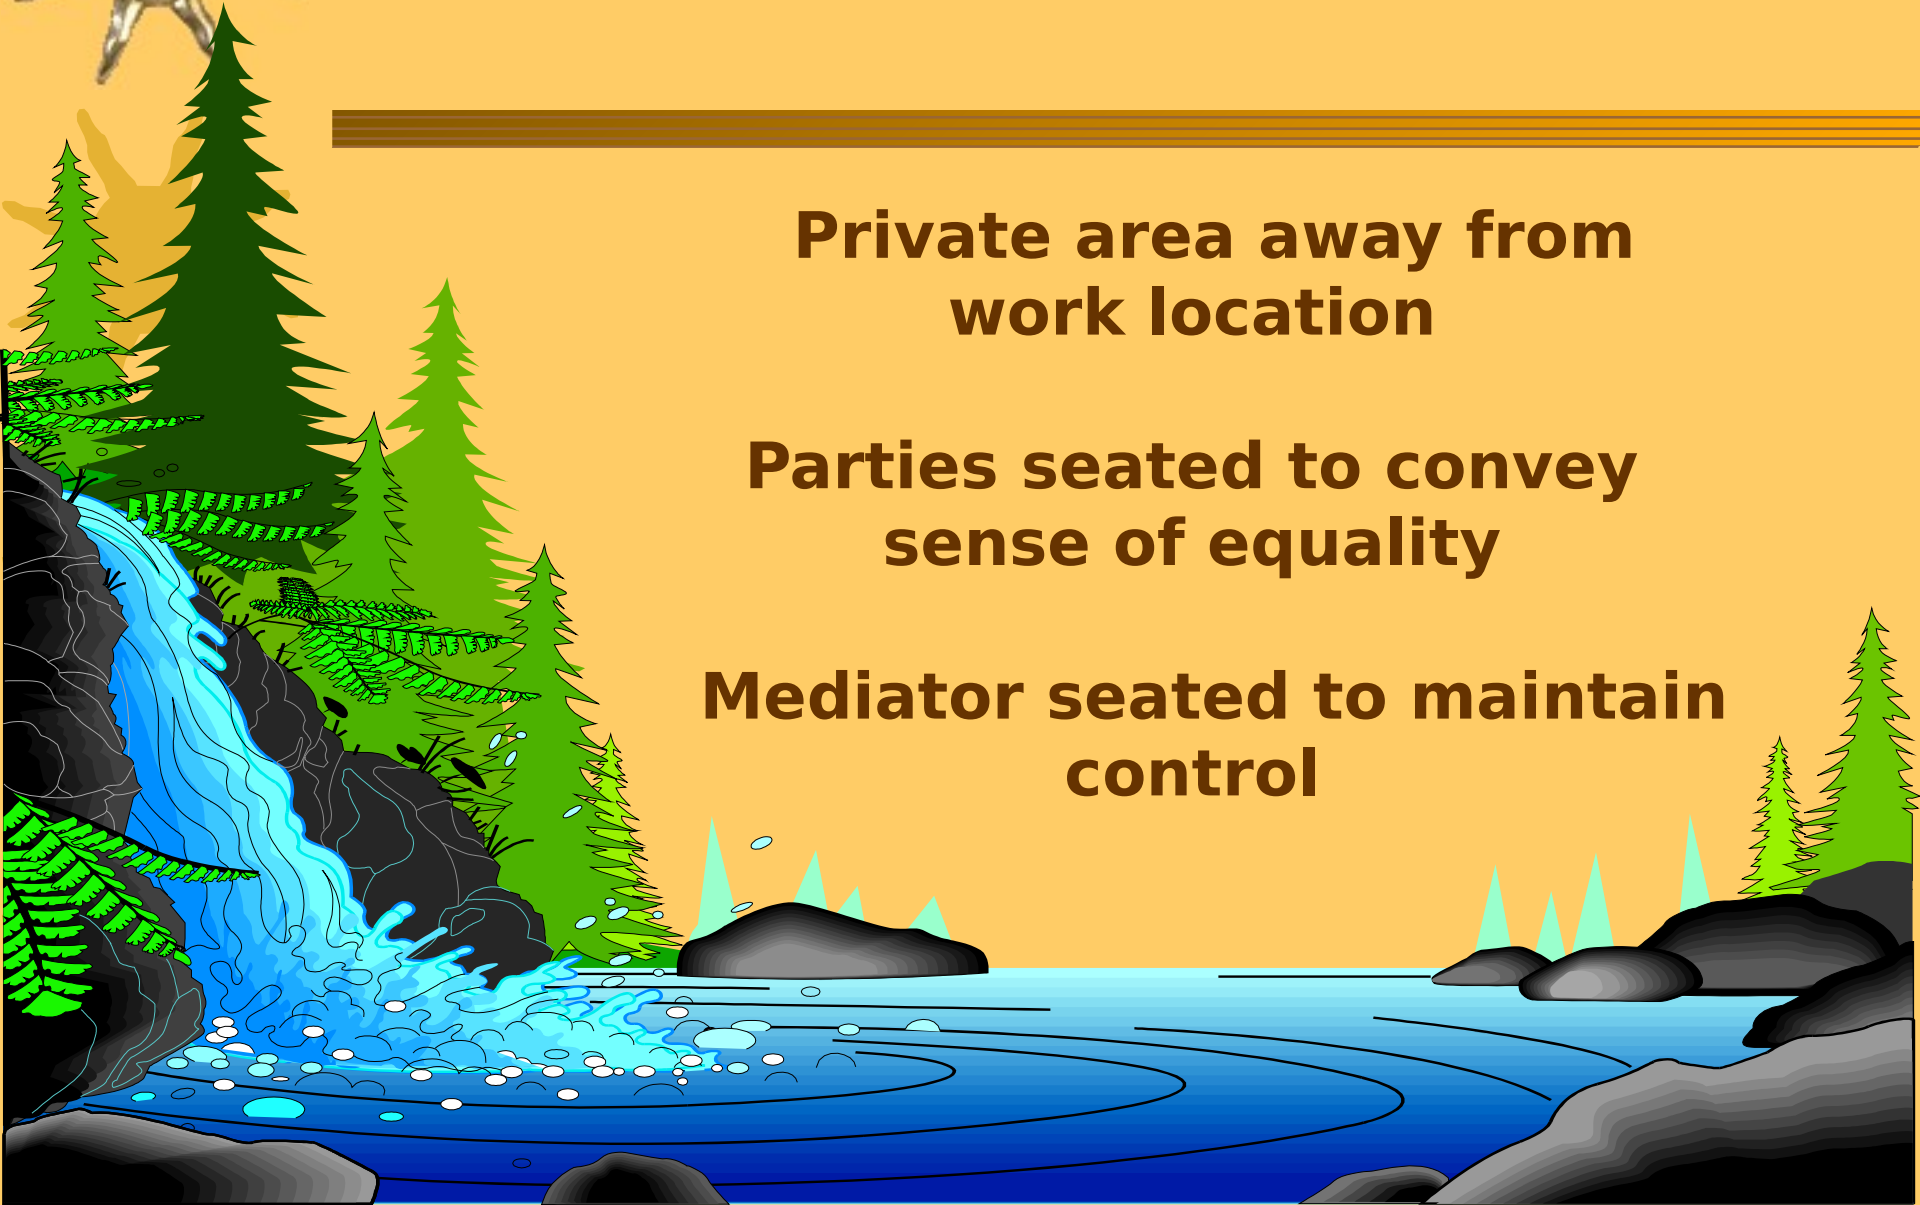 Private area away from
work location
Parties seated to convey
sense of equality
Mediator seated to maintain
control